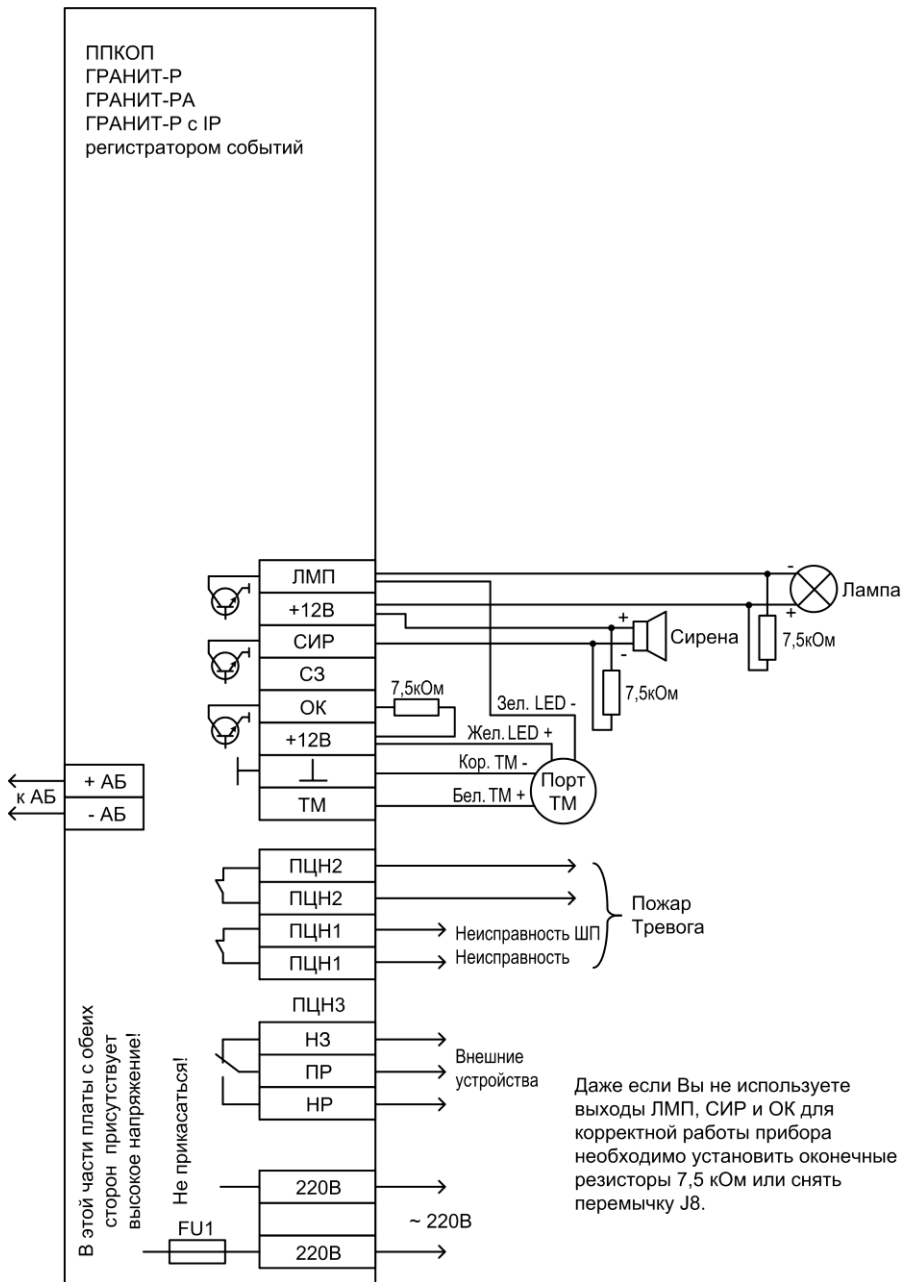 ППКОП
ГРАНИТ-Р
ГРАНИТ-РА
ГРАНИТ-Р с IP
регистратором событий
ЛМП
+12В
СИР
СЗ
ОК
+12В
ТМ
-
+
Лампа
7,5кОм
+
-
Сирена
7,5кОм
7,5кОм
Зел. LED -
Жел. LED +
Кор. ТМ -
Бел. ТМ +
Порт
ТМ
к АБ
+ АБ
- АБ
ПЦН2
ПЦН2
ПЦН1
ПЦН1
Неисправность ШП
Неисправность
Пожар
Тревога
ПЦН3
НЗ
ПР
НР
Внешние
устройства
В этой части платы с обеих
сторон присутствует
высокое напряжение!
Не прикасаться!
Даже если Вы не используете
выходы ЛМП, СИР и ОК для
корректной работы прибора
необходимо установить оконечные
резисторы 7,5 кОм или снять
перемычку J8.
220В
~ 220В
FU1
220В